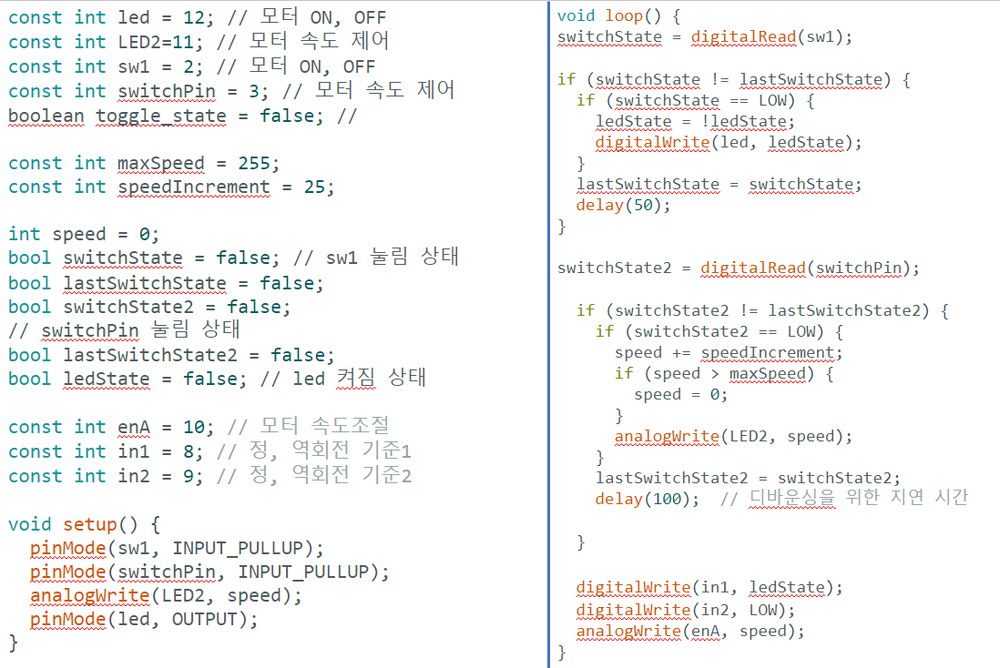 const int led = 12; // 모터 ON, OFF
const int LED2=11; // 모터 속도 제어
const int sw1 = 2; // 모터 ON, OFF
const int switchPin = 3; // 모터 속도 제어
boolean toggle_state = false; //

const int maxSpeed = 255;
const int speedIncrement = 25;

int speed = 0;
bool switchState = false; // sw1 눌림 상태
bool lastSwitchState = false;
bool switchState2 = false;
// switchPin 눌림 상태
bool lastSwitchState2 = false;
bool ledState = false; // led 켜짐 상태

const int enA = 10; // 모터 속도조절
const int in1 = 8; // 정, 역회전 기준1
const int in2 = 9; // 정, 역회전 기준2

void setup() {
  pinMode(sw1, INPUT_PULLUP);
  pinMode(switchPin, INPUT_PULLUP);
  analogWrite(LED2, speed);
  pinMode(led, OUTPUT);
}

void loop() {
switchState = digitalRead(sw1);

if (switchState != lastSwitchState) {
  if (switchState == LOW) {
    ledState = !ledState;
    digitalWrite(led, ledState);
  }
  lastSwitchState = switchState;
  delay(50);
}

switchState2 = digitalRead(switchPin);

  if (switchState2 != lastSwitchState2) {
    if (switchState2 == LOW) {
      speed += speedIncrement;
      if (speed > maxSpeed) {
        speed = 0;
      }
      analogWrite(LED2, speed);
    }
    lastSwitchState2 = switchState2;
    delay(100);  // 디바운싱을 위한 지연 시간

  }

  digitalWrite(in1, ledState);
  digitalWrite(in2, LOW);
  analogWrite(enA, speed);
}